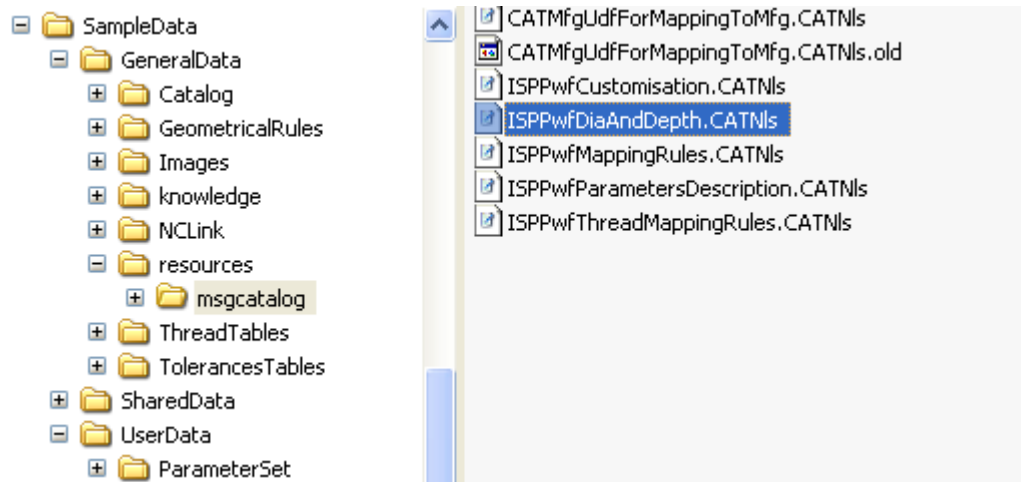 SampleData
GeneralData
Catalog
GeometricalRules
Images
knowledge
NCLink
resources
msgcatalog
ThreadTables
TolerancesTables
SharedData
UserData
ParameterSet
CATMfgUdfForMappingToMfg.CATNls
CATMfgUdfForMappingToMfg.CATNls.old
ISPPwfCustomisation.CATNls
ISPPwfDiaAndDepth.CATNls
ISPPwfMappingRules.CATNls
ISPPwfParametersDescription.CATNls
ISPPwfThreadMappingRules.CATNls